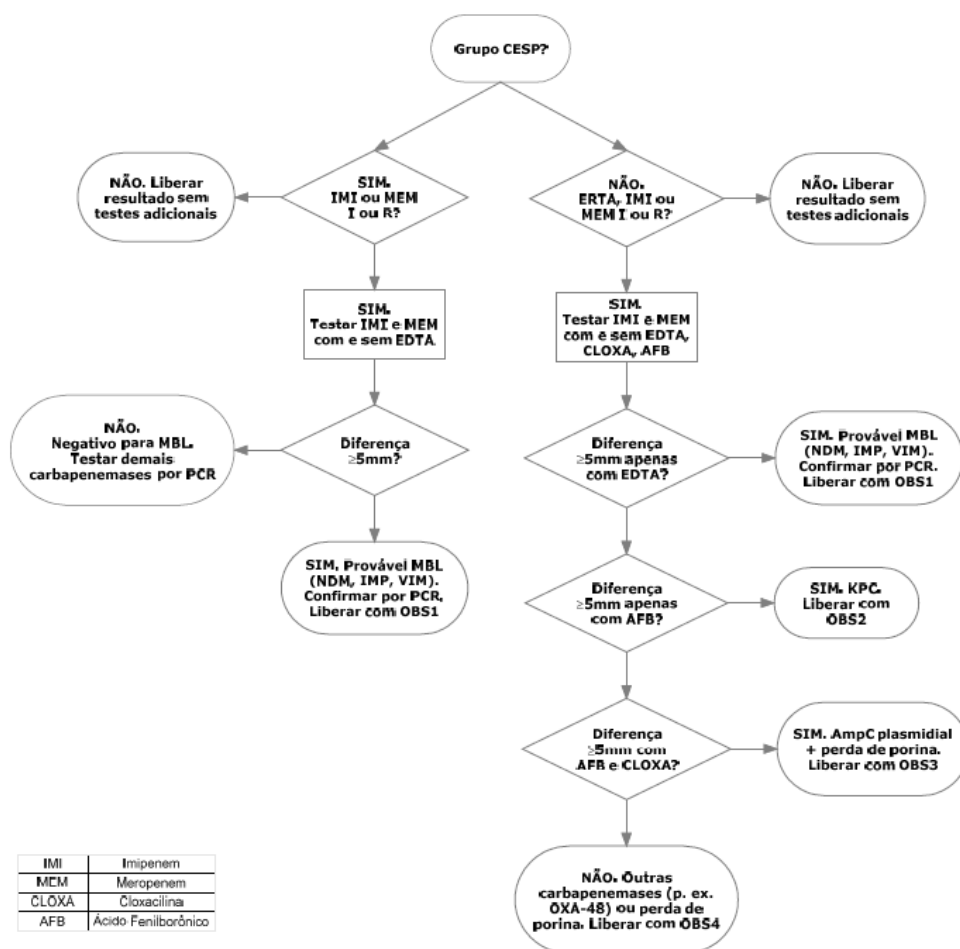 Grupo CESP?
NÃO. Liberar
resultado sem
testes adicionais
SIM.
IMI ou MEM
I ou R?
NÃO.
ERTA, IMI ou
MEM I ou R?
NÃO. Liberar
resultado sem
testes adicionais
SIM.
Testar IMI e MEM
com e sem EDTA
SIM.
Testar IMI e MEM
com e sem EDTA,
CLOXA, AFB
NÃO.
Negativo para MBL.
Testar demais
carbapenemases por PCR
Diferença
≥5mm?
Diferença
≥5mm apenas
com EDTA?
SIM. Provável MBL
(NDM, IMP, VIM).
Confirmar por PCR.
Liberar com OBS1
SIM. Provável MBL
(NDM, IMP, VIM).
Confirmar por PCR.
Liberar com OBS1
Diferença
≥5mm apenas
com AFB?
SIM. KPC.
Liberar com
OBS2
Diferença
≥5mm com
AFB e CLOXA?
SIM. AmpC plasmidial
+ perda de porina.
Liberar com OBS3
NÃO. Outras
carbapenemases (p. ex.
OXA-48) ou perda de
porina. Liberar com OBS4
IMI Imipenem
MEM Meropenem
CLOXA Cloxacilina
AFB Ácido Fenilborônico